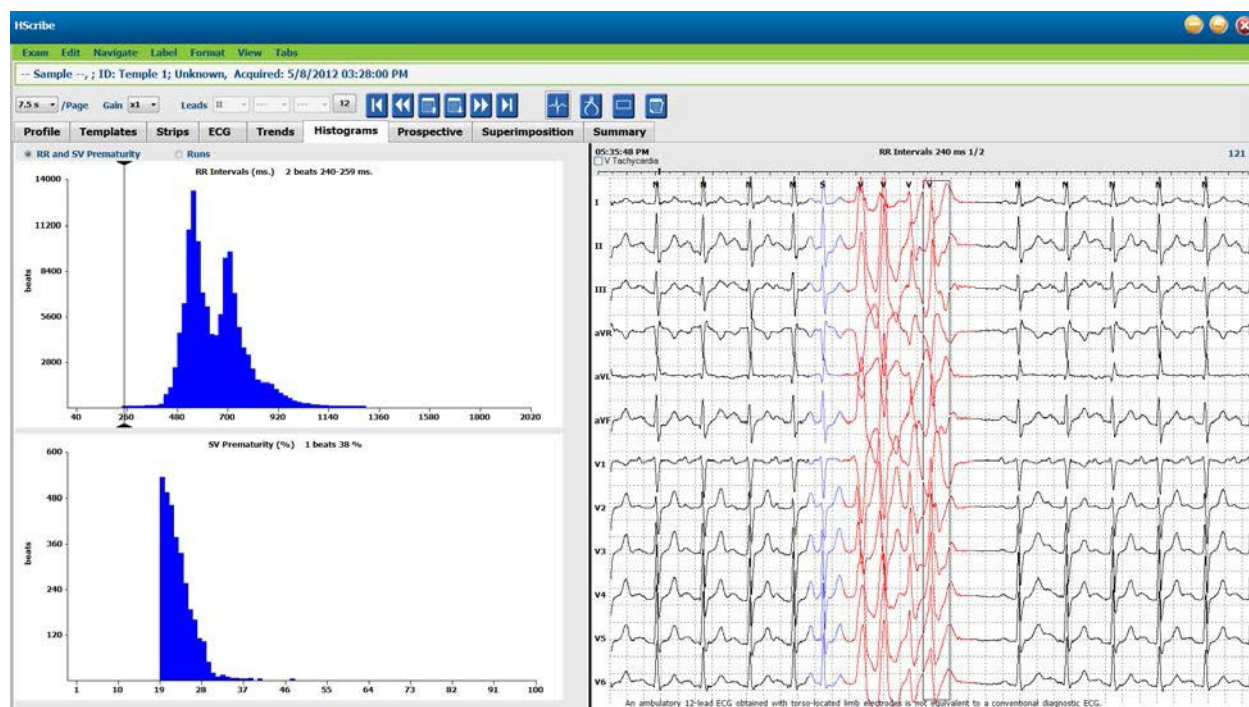 HScribe
Exam Edit Navigate Label Format View Tabs
-- Sample --, ; ID: Temple 1; Unknown, Acquired: 5/8/2012 03:28:00 PM
7.5 s /Page Gain x1 Leads II --- --- 12
Profile Templates Strips ECG Trends Histograms Prospective Superimposition Summary
RR and SV Prematurity Runs
RR Intervals (ms.) 2 beats 240-259 ms.
14000
11200
8400
5600
2800
beats
40 260 480 700 920 1140 1360 1580 1800 2020
SV Prematurity (%) 1 beats 38 %
600
480
360
240
120
beats
1 10 19 28 37 46 55 64 73 82 91 100
05:35:48 PM RR Intervals 240 ms 1/2 121
V Tachycardia
N N N N S V V V V N N N N N
I
II
III
aVR
aVL
aVF
V1
V2
V3
V4
V5
V6
An ambulatory 12-lead ECG obtained with torso-located limb electrodes is not equivalent to a conventional diagnostic ECG.